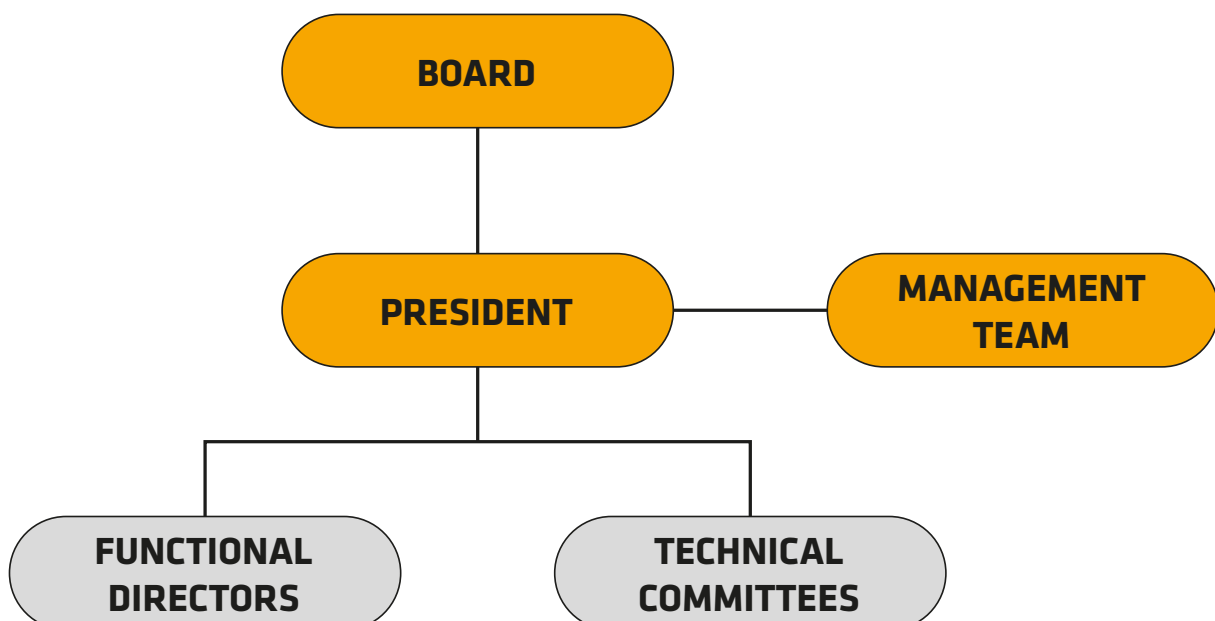 BOARD
PRESIDENT
MANAGEMENT
TEAM
FUNCTIONAL
DIRECTORS
TECHNICAL
COMMITTEES